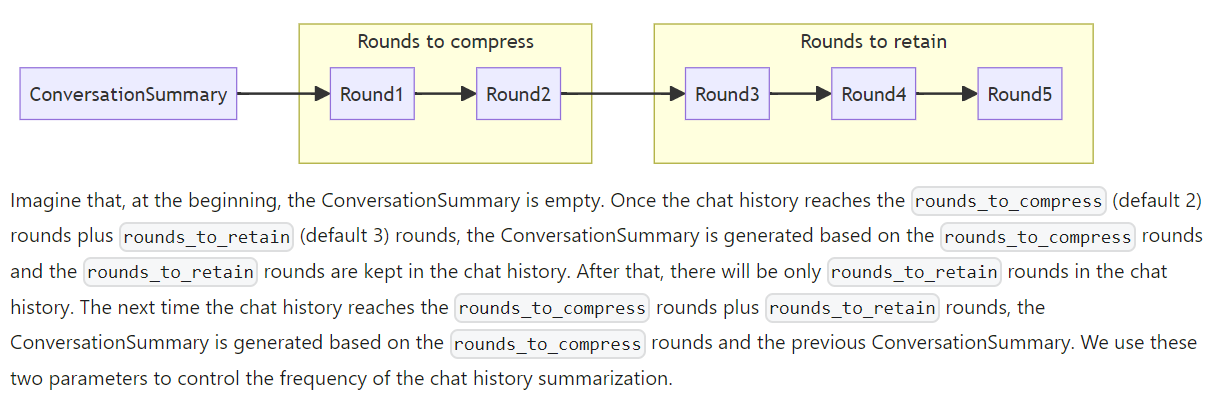 Rounds to compress
Rounds to retain
ConversationSummary
Round1
Round2
Round3
Round4
Round5
Imagine that, at the beginning, the ConversationSummary is empty. Once the chat history reaches the rounds_to_compress (default 2)
rounds plus rounds_to_retain (default 3) rounds, the ConversationSummary is generated based on the rounds_to_compress rounds
and the rounds_to_retain rounds are kept in the chat history. After that, there will be only rounds_to_retain rounds in the chat
history. The next time the chat history reaches the rounds_to_compress rounds plus rounds_to_retain rounds, the
ConversationSummary is generated based on the rounds_to_compress rounds and the previous ConversationSummary. We use these
two parameters to control the frequency of the chat history summarization.